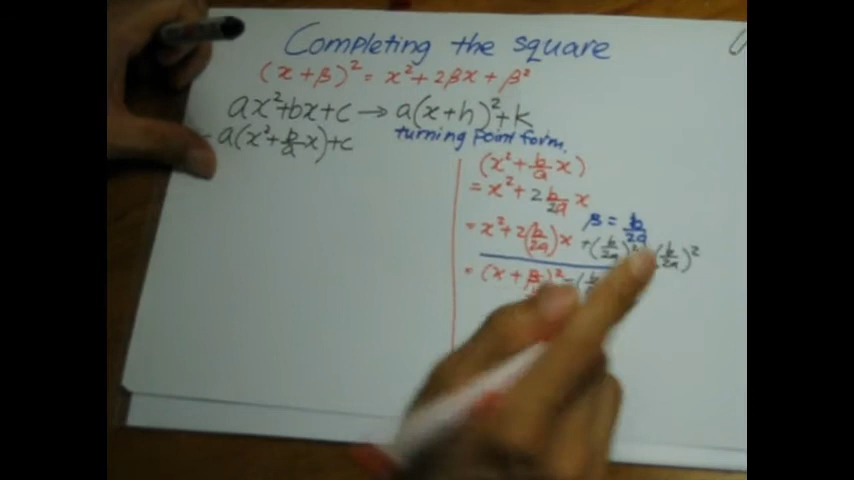 Completing the square
(x+β)² = x²+2βx+β²
ax²+bx+c → a(x+h)²+k
a(x²+b/a x)+c
turning point form.
(x²+b/a x)
= x²+2 b/2a x
= x²+2(b/2a)x +(b/2a)² (b/2a)²
β = b/2a
= (x+β)² -(b